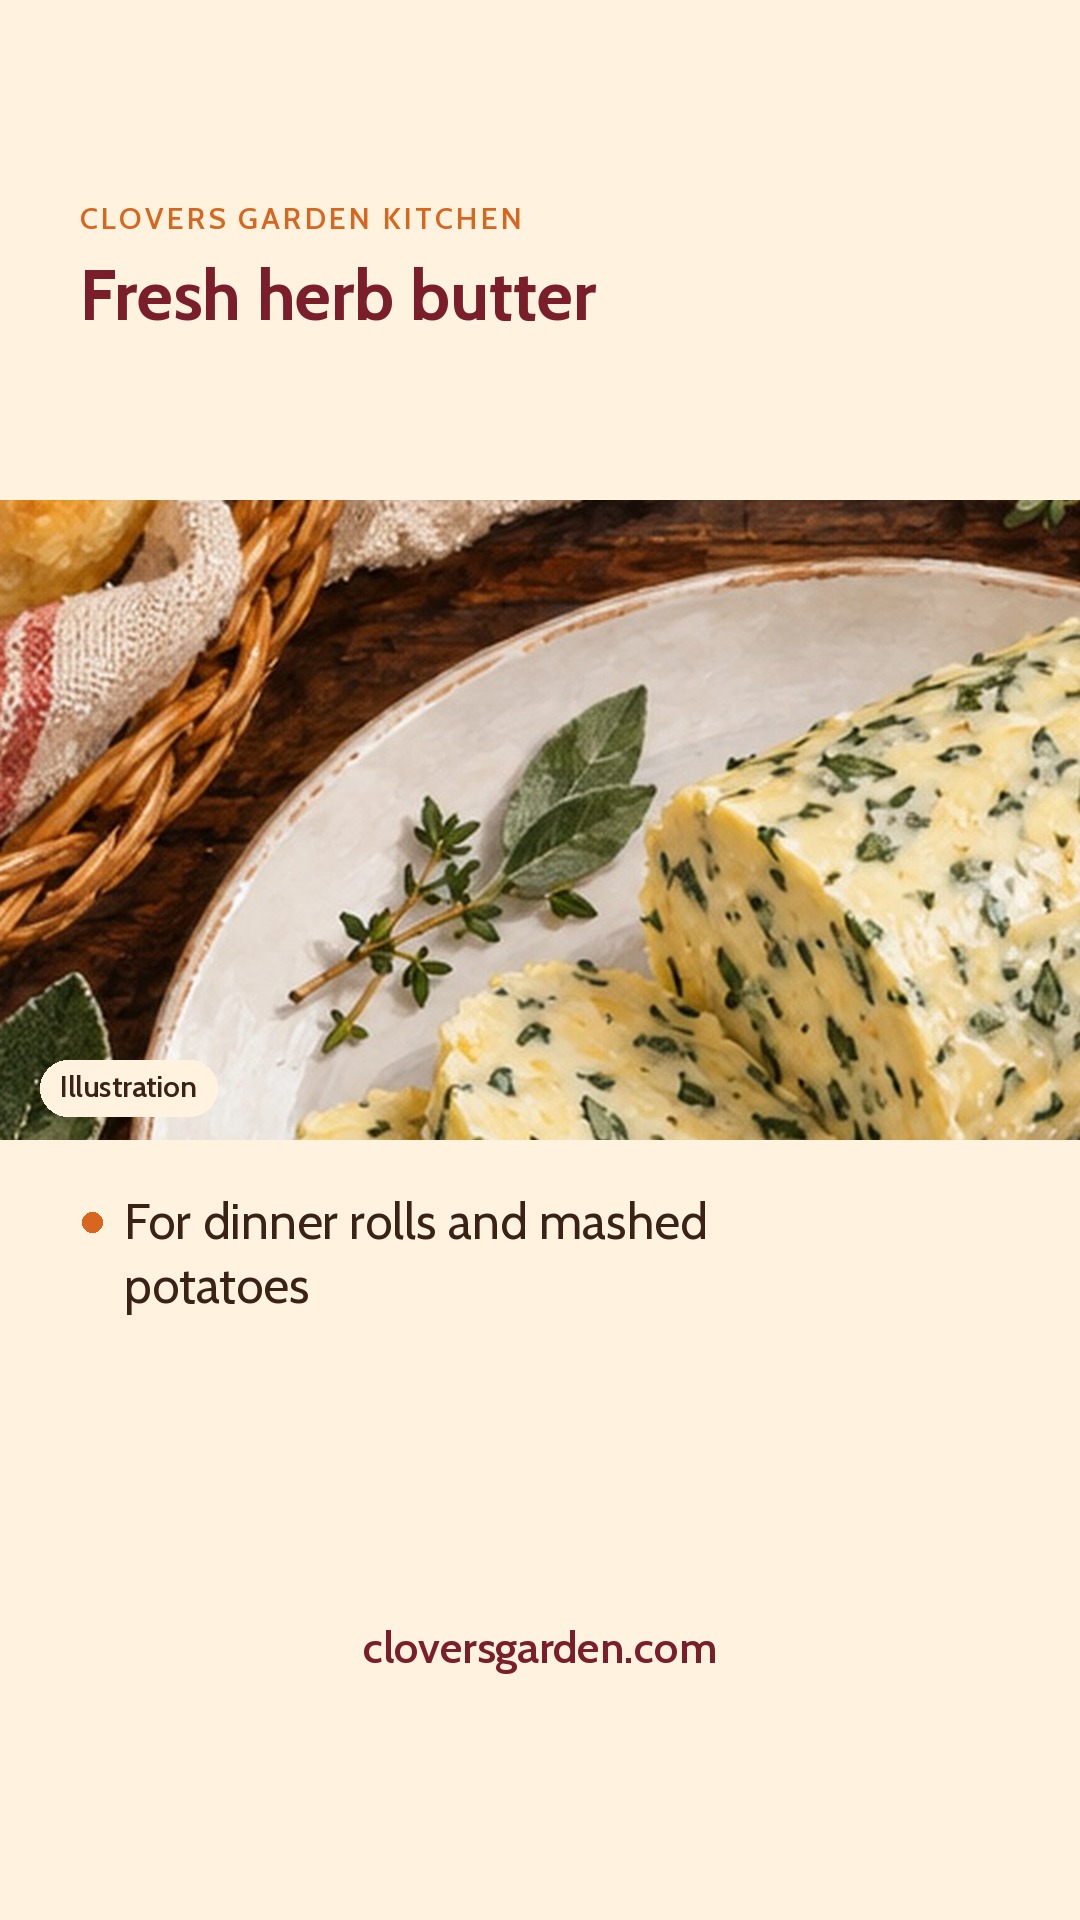 CLOVERS GARDEN KITCHEN
Fresh herb butter
Illustration
For dinner rolls and mashed
potatoes
cloversgarden.com